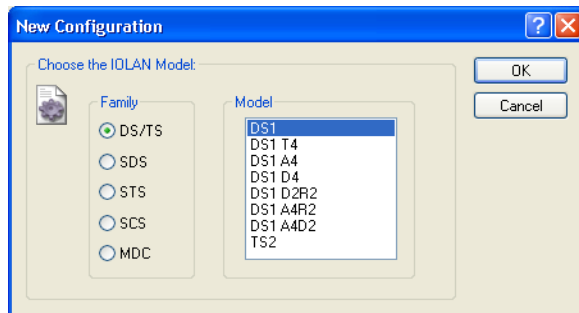 New Configuration
Choose the IOLAN Model:
OK
Cancel
Family
DS/TS
SDS
STS
SCS
MDC
Model
DS1
DS1 T4
DS1 A4
DS1 D4
DS1 D2R2
DS1 A4R2
DS1 A4D2
TS2